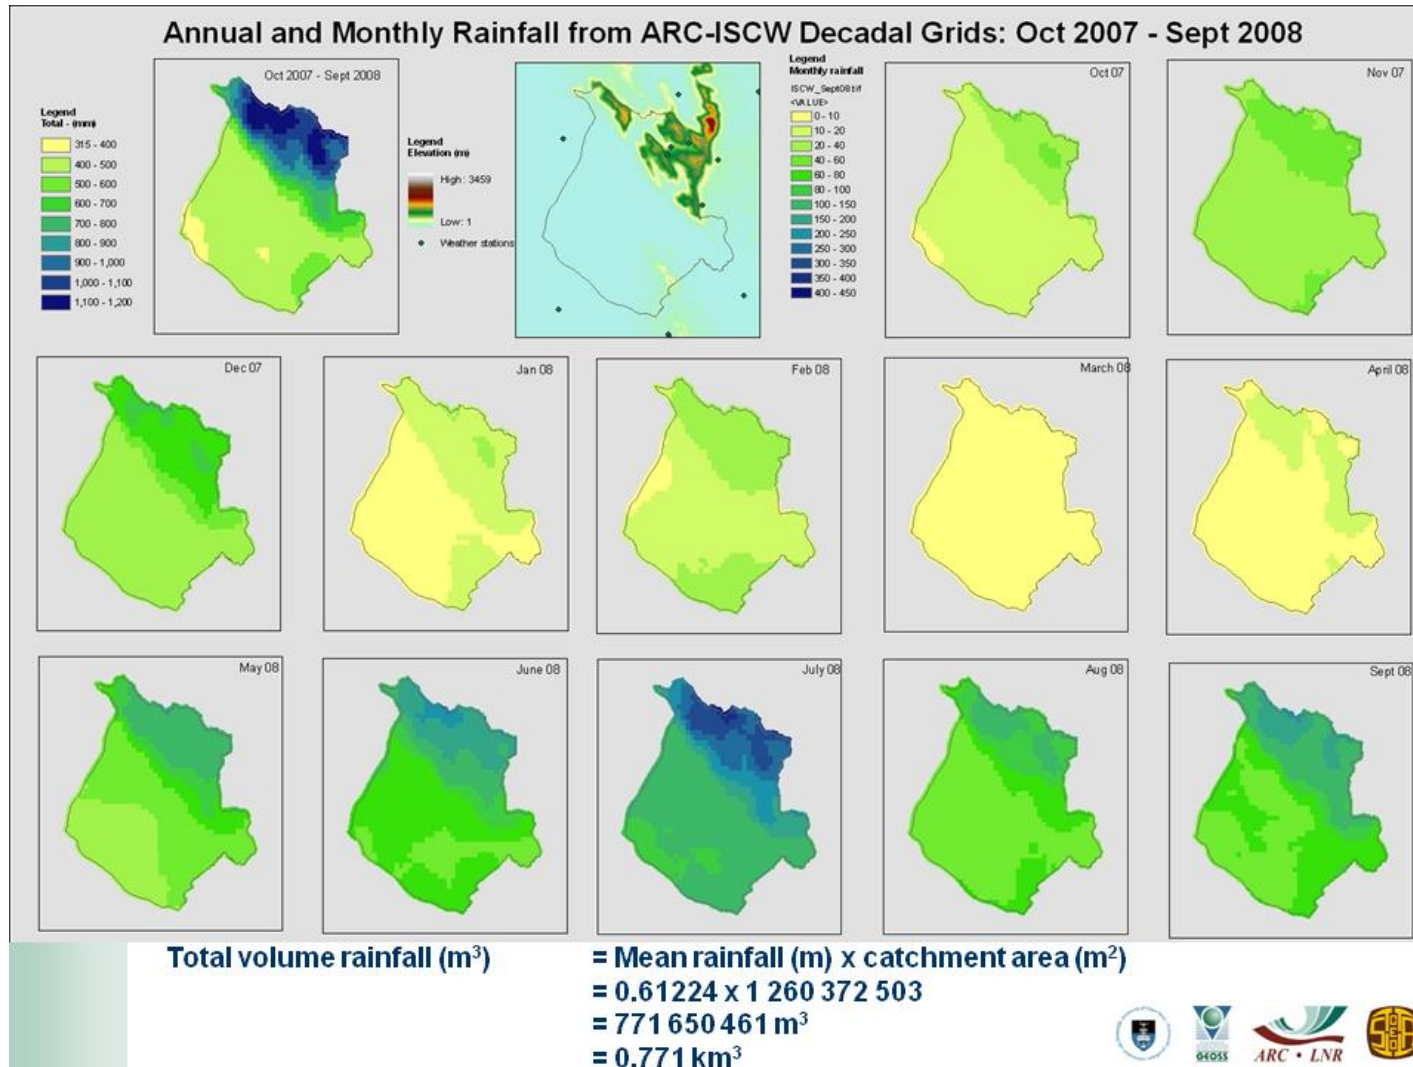 Annual and Monthly Rainfall from ARC-ISCW Decadal Grids: Oct 2007 - Sept 2008
Oct 2007 - Sept 2008
Legend
Total - (mm)
315 - 400
400 - 500
500 - 600
600 - 700
700 - 800
800 - 900
900 - 1,000
1,000 - 1,100
1,100 - 1,200
Legend
Elevation (m)
High: 3459
Low: 1
Weather stations
Legend
Monthly rainfall
ISCW_Sept08.tif
<VALUE>
0 - 10
10 - 20
20 - 40
40 - 60
60 - 80
80 - 100
100 - 150
150 - 200
200 - 250
250 - 300
300 - 350
350 - 400
400 - 450
Oct 07
Nov 07
Dec 07
Jan 08
Feb 08
March 08
April 08
May 08
June 08
July 08
Aug 08
Sept 08
Total volume rainfall (m³) = Mean rainfall (m) x catchment area (m²)
= 0.61224 x 1 260 372 503
= 771 650 461 m³
= 0.771 km³
GEOSS
ARC • LNR